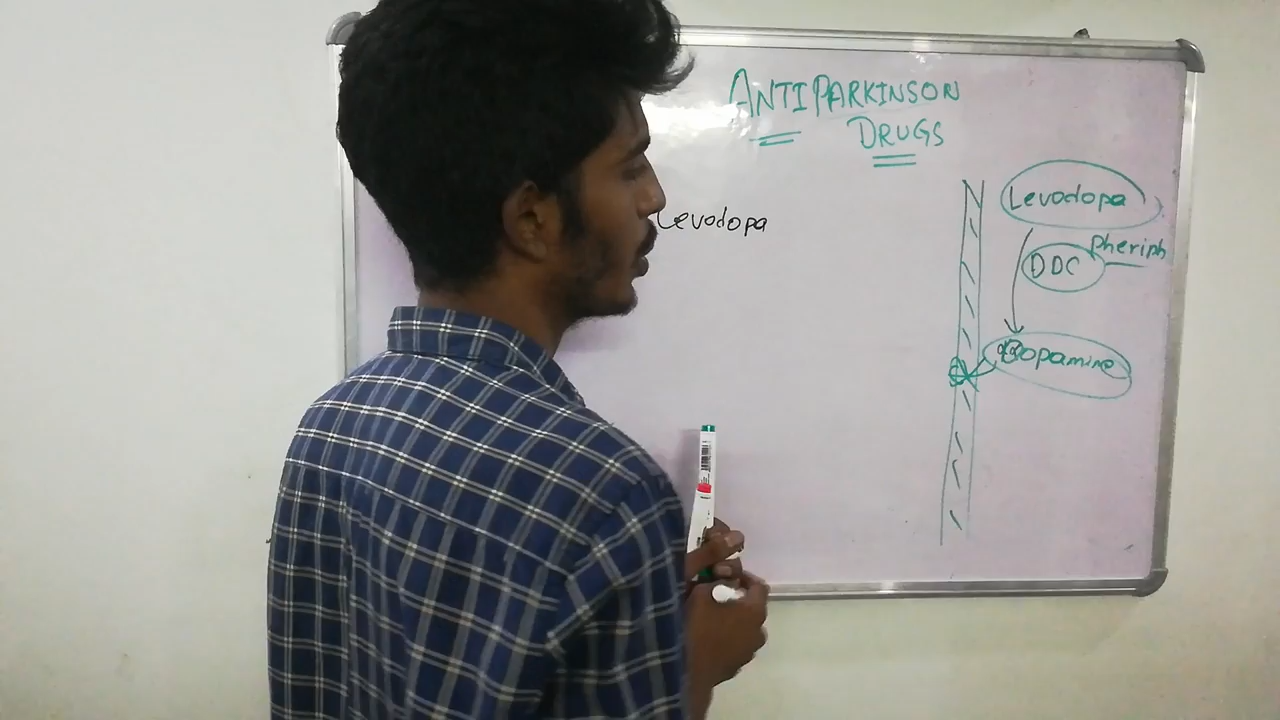 ANTIPARKINSON
DRUGS
Levodopa
Levodopa
Pheriph
DDC
Dopamine